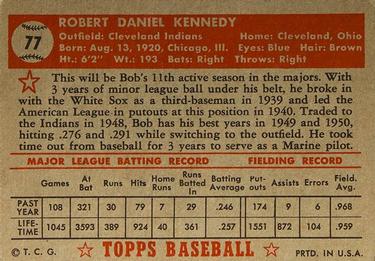 77
ROBERT DANIEL KENNEDY
Outfield: Cleveland Indians Home: Cleveland, Ohio
Born: Aug. 13, 1920, Chicago, Ill. Eyes: Blue Hair: Brown
Ht.: 6'2" Wt.: 193 Bats: Right Throws: Right
This will be Bob's 11th active season in the majors. With
3 years of minor league ball under his belt, he broke in
with the White Sox as a third-baseman in 1939 and led the
American League in putouts at this position in 1940. Traded to
the Indians in 1948, Bob has his best years in 1949 and 1950,
hitting .276 and .291 while switching to the outfield. He took
time out from baseball for 3 years to serve as a Marine pilot.
MAJOR LEAGUE BATTING RECORD FIELDING RECORD
Games At Bat Runs Hits Home Runs Runs Batted In Batting Average Put-outs Assists Errors Field. Avg.
PAST YEAR 108 321 30 79 7 29 .246 174 9 6 .968
LIFE-TIME 1045 3593 389 924 40 361 .257 1551 872 104 .959
© T. C. G. TOPPS BASEBALL PRTD. IN U.S.A.